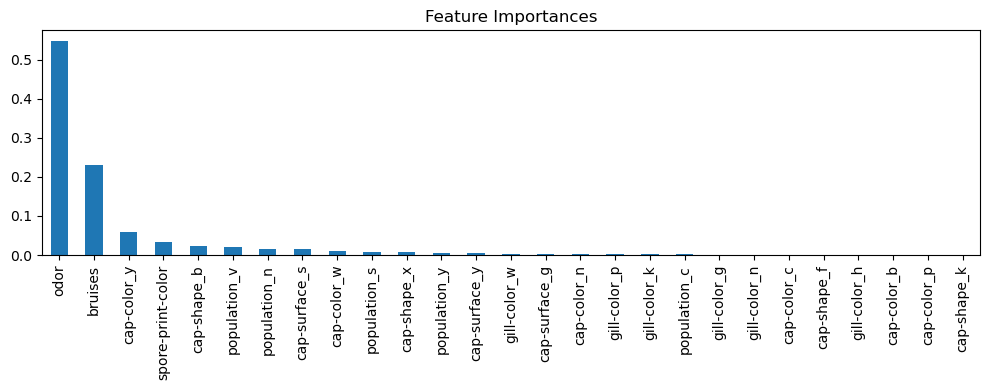 Feature Importances
0.5
0.4
0.3
0.2
0.1
0.0
odor
bruises
cap-color_y
spore-print-color
cap-shape_b
population_v
population_n
cap-surface_s
cap-color_w
population_s
cap-shape_x
population_y
cap-surface_y
gill-color_w
cap-surface_g
cap-color_n
gill-color_p
gill-color_k
population_c
gill-color_g
gill-color_n
cap-color_c
cap-shape_f
gill-color_h
cap-color_b
cap-color_p
cap-shape_k